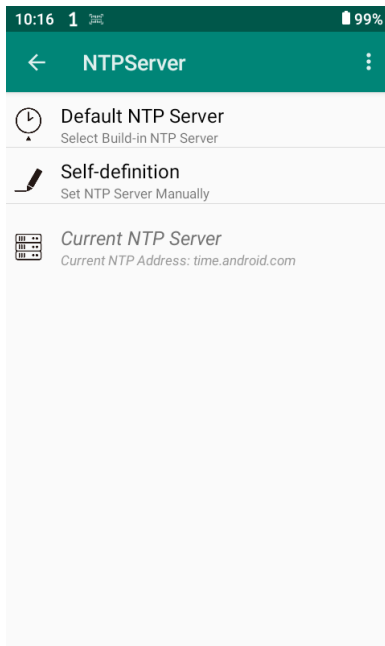 10:16 1 99%
NTPServer
Default NTP Server
Select Build-in NTP Server
Self-definition
Set NTP Server Manually
Current NTP Server
Current NTP Address: time.android.com